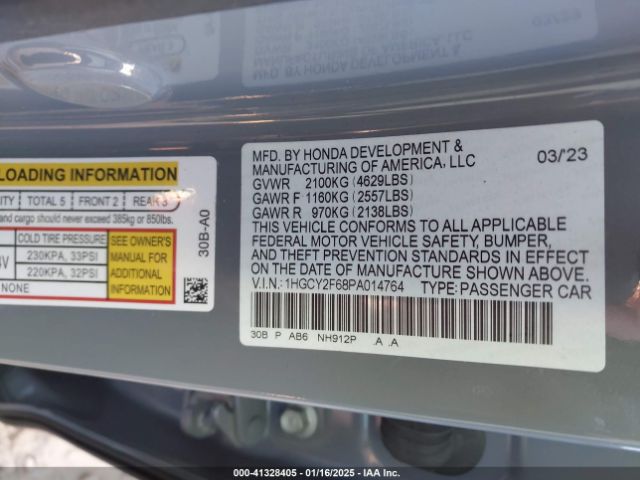 LOADING INFORMATION
TOTAL 5 FRONT 2 REAR 3
and cargo should never exceed 385kg or 850lbs.
COLD TIRE PRESSURE
230KPA, 33PSI
220KPA, 32PSI
NONE
SEE OWNER'S
MANUAL FOR
ADDITIONAL
INFORMATION
30B-A0
MFD. BY HONDA DEVELOPMENT &
MANUFACTURING OF AMERICA, LLC
03/'23
GVWR 2100KG (4629LBS)
GAWR F 1160KG (2557LBS)
GAWR R 970KG (2138LBS)
THIS VEHICLE CONFORMS TO ALL APPLICABLE
FEDERAL MOTOR VEHICLE SAFETY, BUMPER,
AND THEFT PREVENTION STANDARDS IN EFFECT
ON THE DATE OF MANUFACTURE SHOWN ABOVE.
V.I.N.: 1HGCY2F68PA014764 TYPE: PASSENGER CAR
30B P AB6 NH912P .A .A
000-41328405 - 01/16/2025 - IAA Inc.